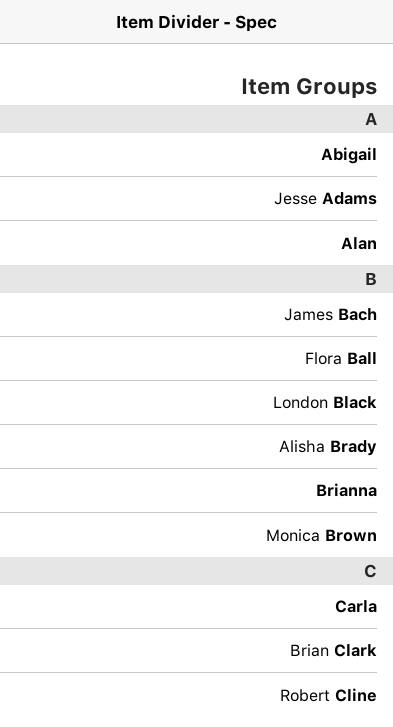 Item Divider - Spec
Item Groups
A
Abigail
Jesse Adams
Alan
B
James Bach
Flora Ball
London Black
Alisha Brady
Brianna
Monica Brown
C
Carla
Brian Clark
Robert Cline